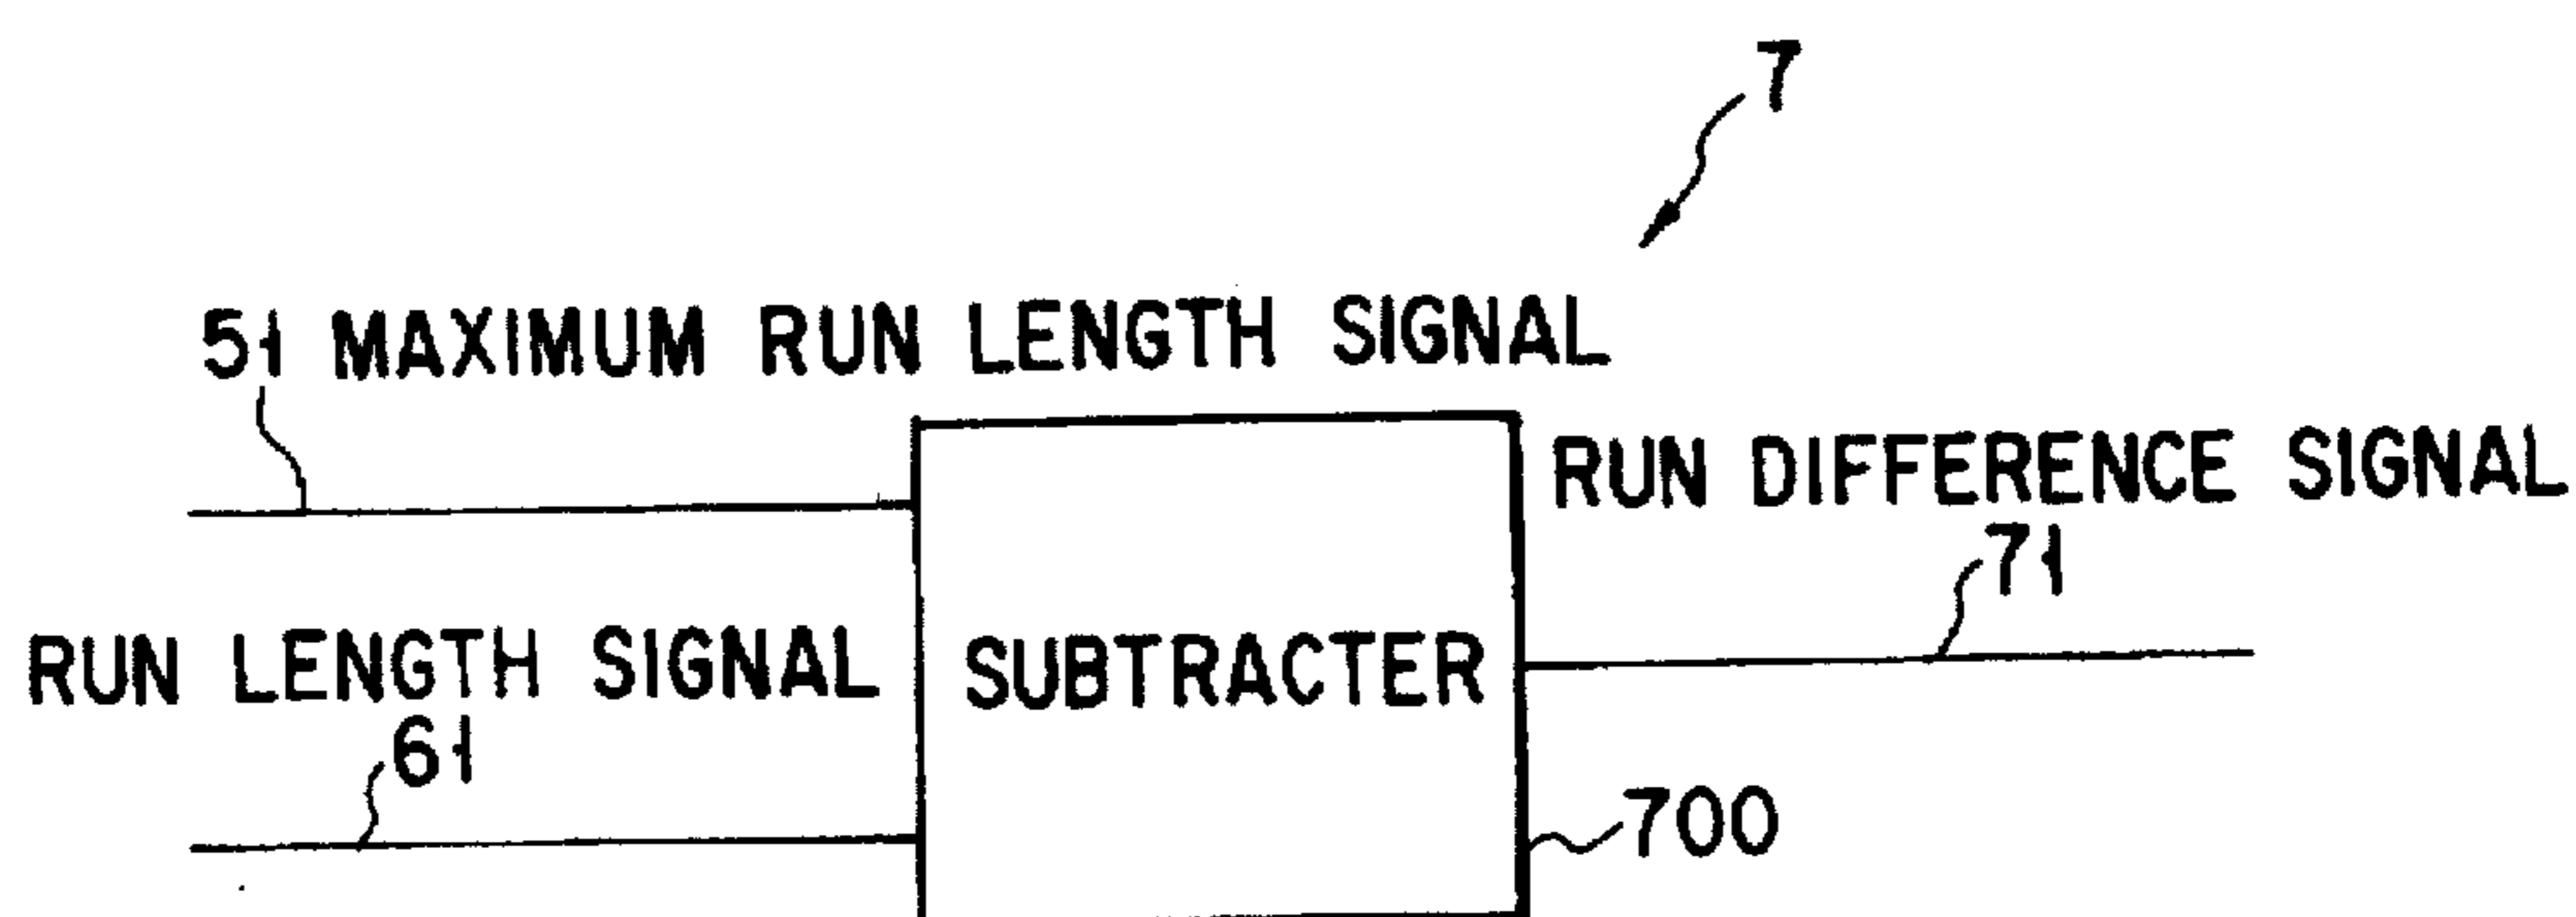 7
51 MAXIMUM RUN LENGTH SIGNAL
RUN DIFFERENCE SIGNAL
71
RUN LENGTH SIGNAL
61
SUBTRACTER
700